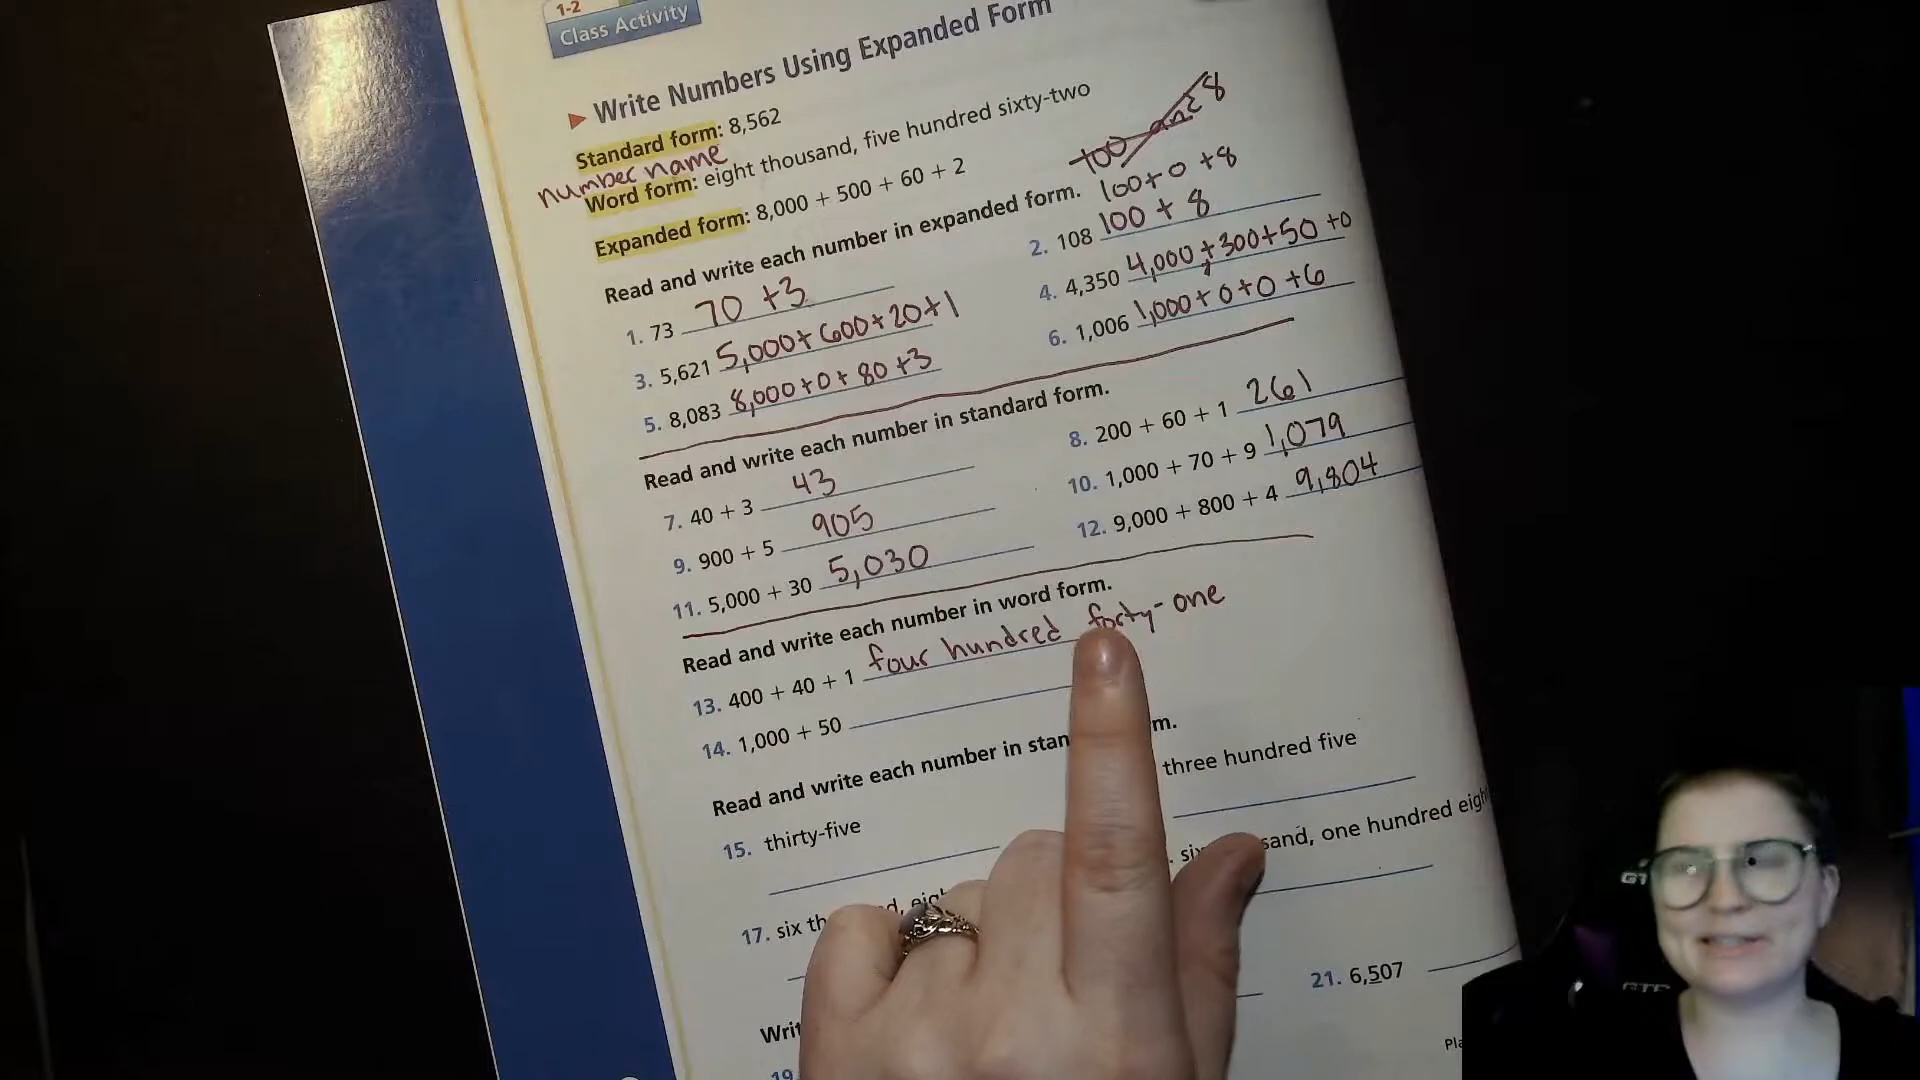 1-2
Class Activity
Write Numbers Using Expanded Form
Standard form: 8,562
number name
Word form: eight thousand, five hundred sixty-two
Expanded form: 8,000 + 500 + 60 + 2
100 and 8
Read and write each number in expanded form. 100 + 0 + 8
1. 73 70 + 3
2. 108 100 + 8
3. 5,621 5,000 + 600 + 20 + 1
4. 4,350 4,000 + 300 + 50 + 0
5. 8,083 8,000 + 0 + 80 + 3
6. 1,006 1,000 + 0 + 0 + 6
Read and write each number in standard form.
7. 40 + 3 43
8. 200 + 60 + 1 261
9. 900 + 5 905
10. 1,000 + 70 + 9 1,079
11. 5,000 + 30 5,030
12. 9,000 + 800 + 4 9,804
Read and write each number in word form.
13. 400 + 40 + 1 four hundred forty-one
14. 1,000 + 50
Read and write each number in
15. thirty-five
three hundred five
17. six
one hundred
21. 6,507
19.